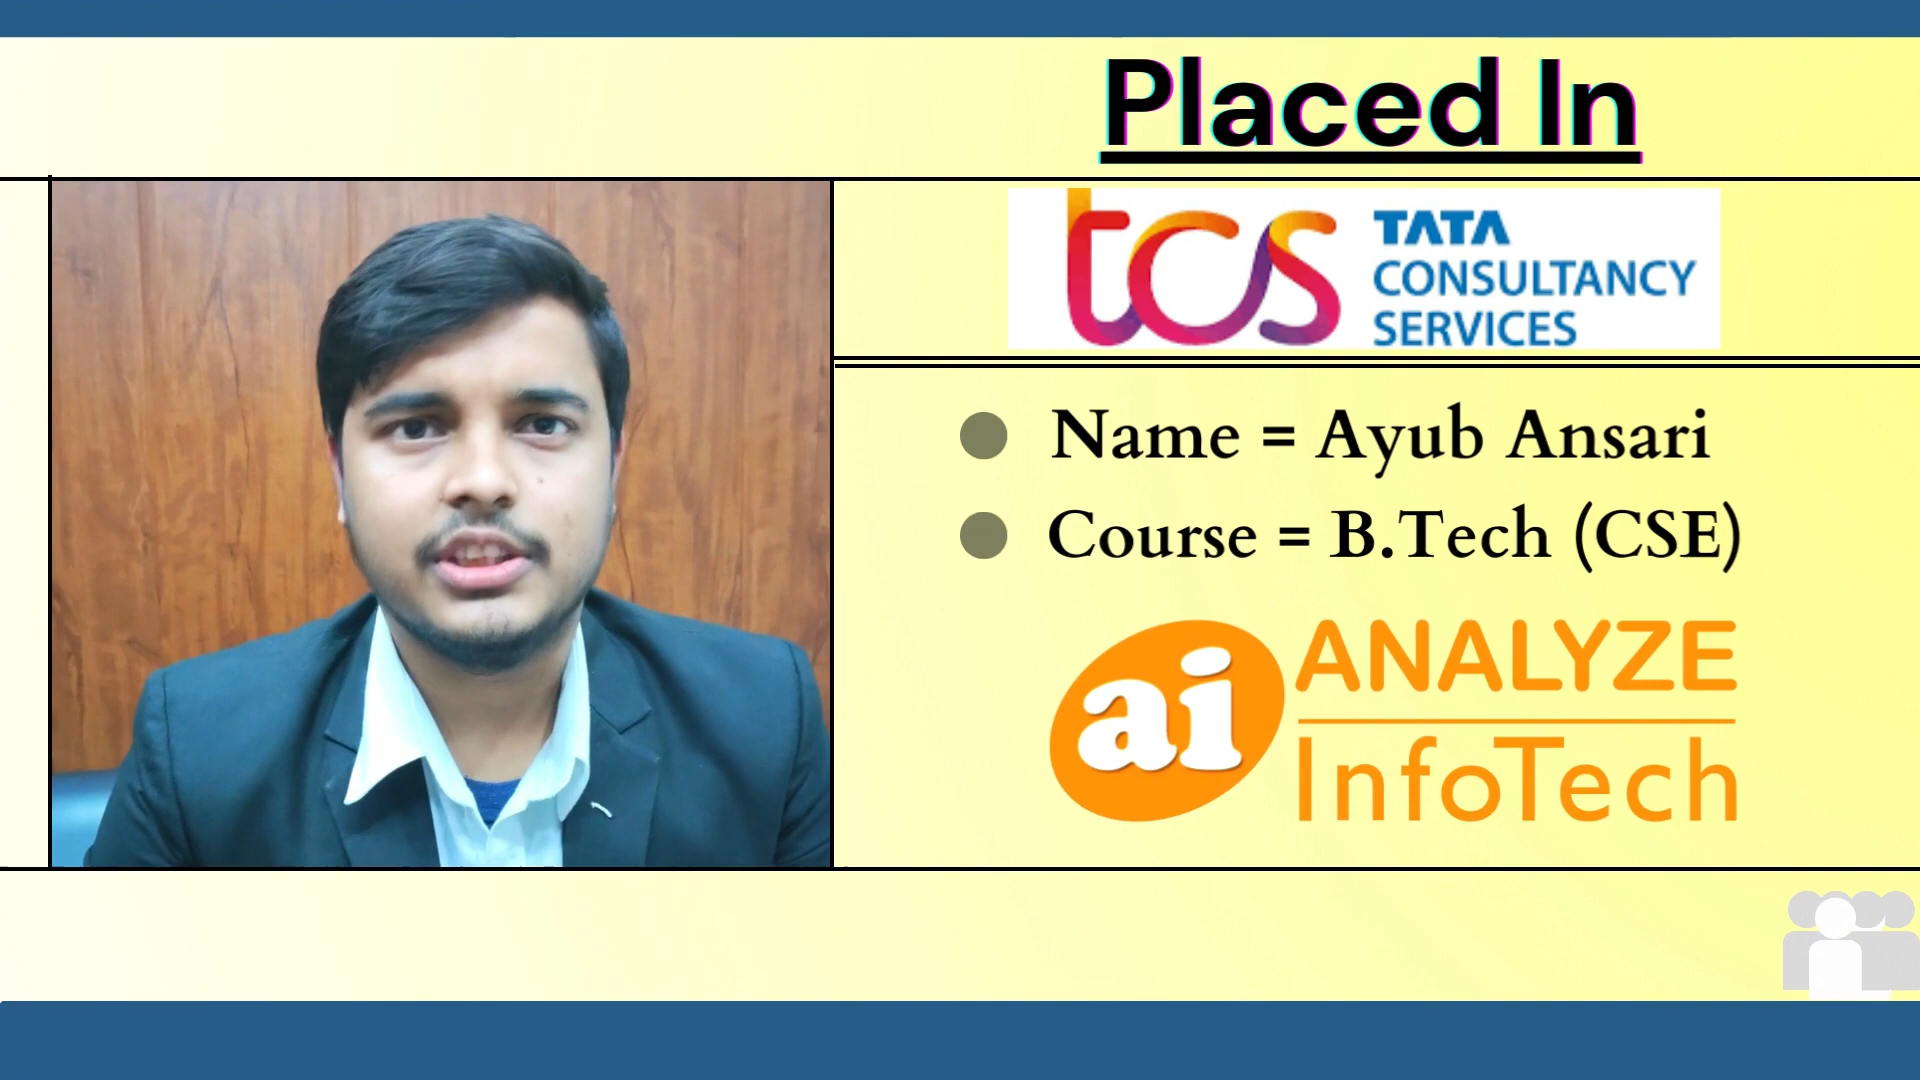 Placed In
tcs
TATA
CONSULTANCY
SERVICES
Name = Ayub Ansari
Course = B.Tech (CSE)
ai
ANALYZE
InfoTech